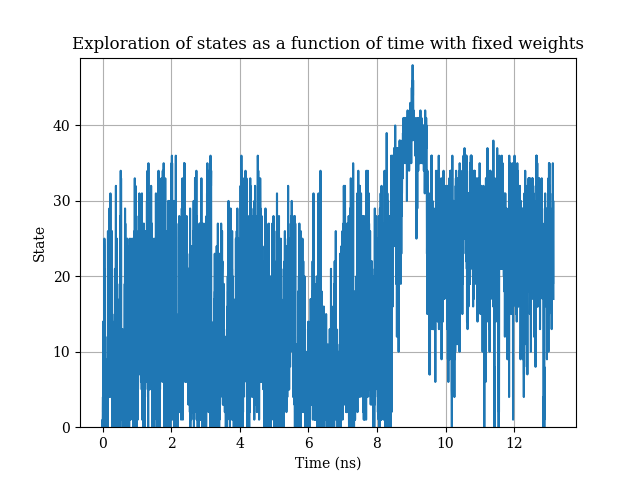 Exploration of states as a function of time with fixed weights
40
30
20
10
0
State
0 2 4 6 8 10 12
Time (ns)